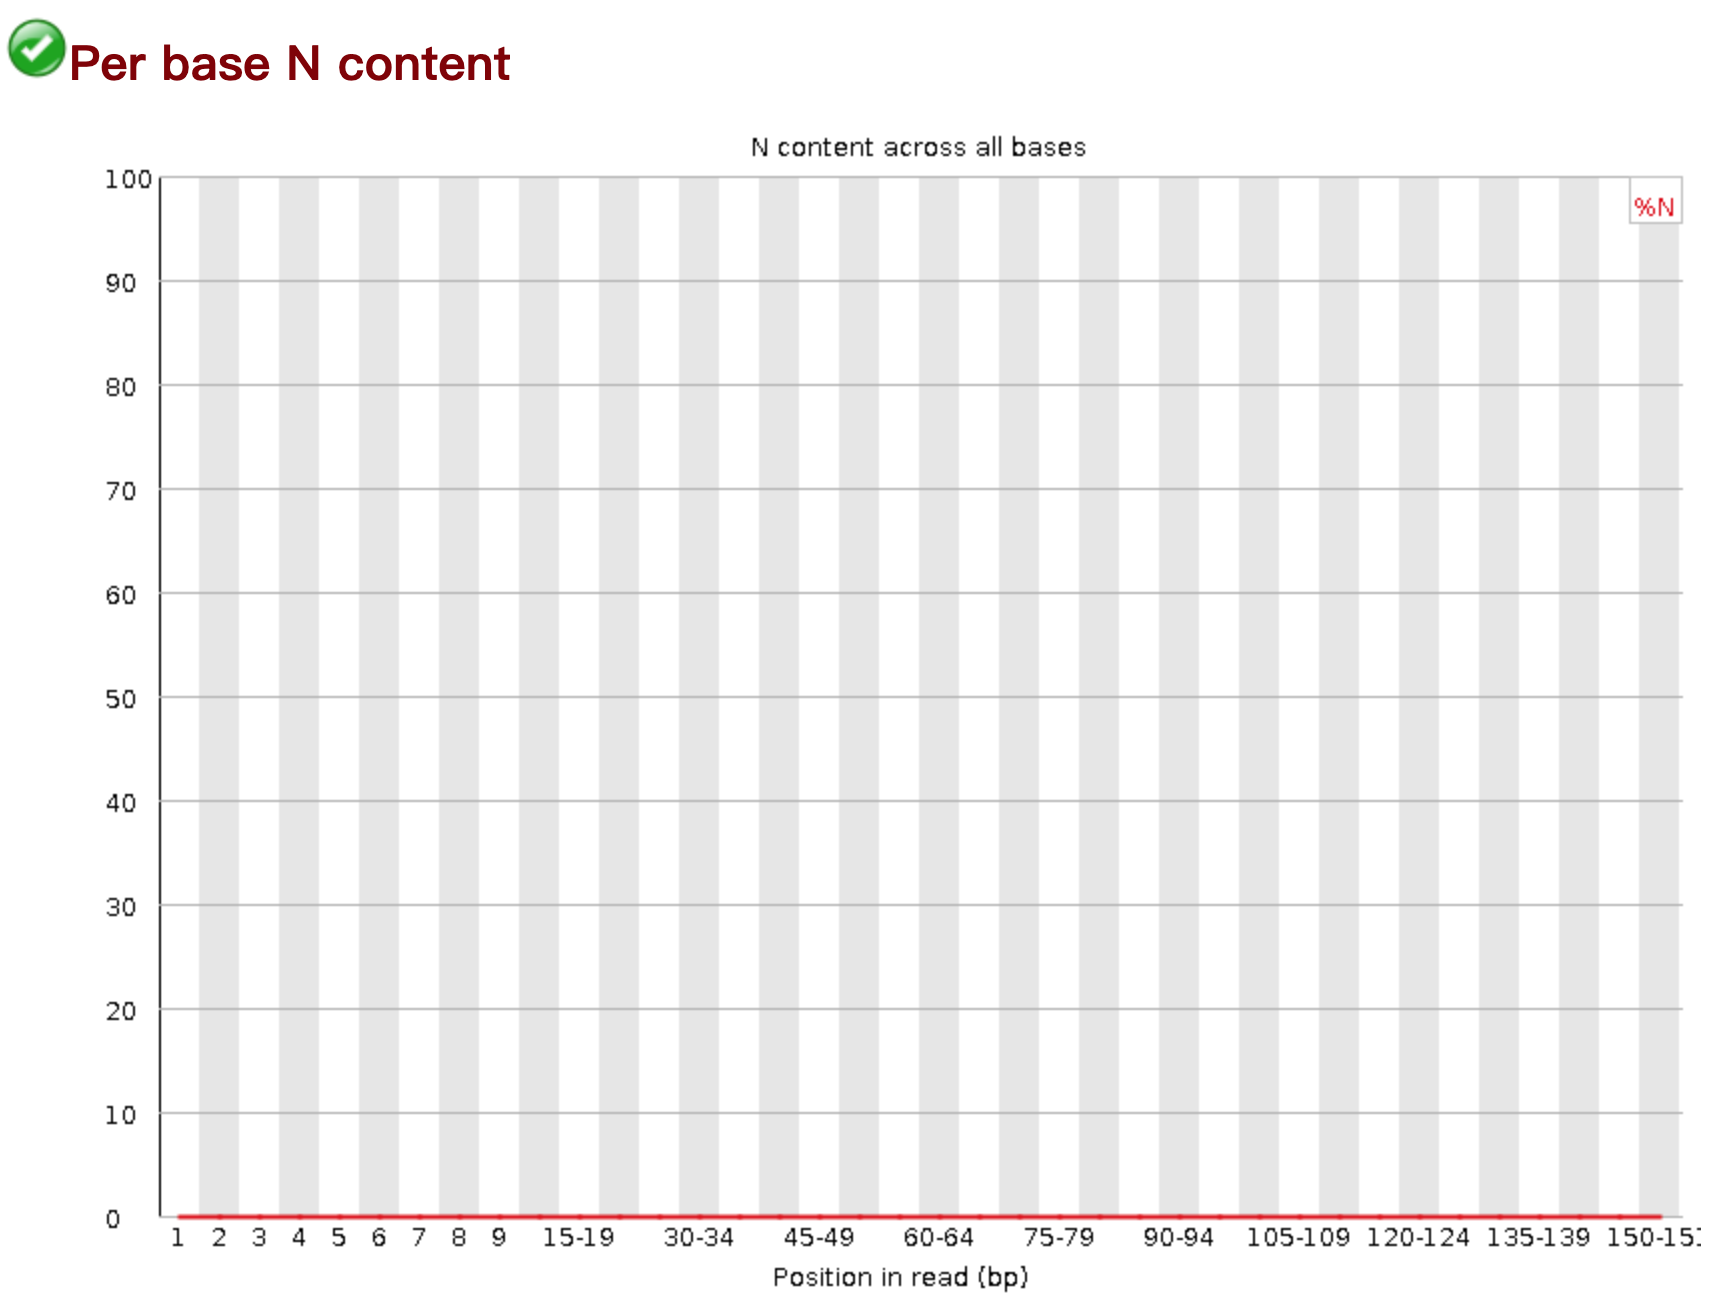 Per base N content
N content across all bases
100
%N
90
80
70
60
50
40
30
20
10
0
1 2 3 4 5 6 7 8 9 15-19 30-34 45-49 60-64 75-79 90-94 105-109 120-124 135-139 150-151
Position in read (bp)